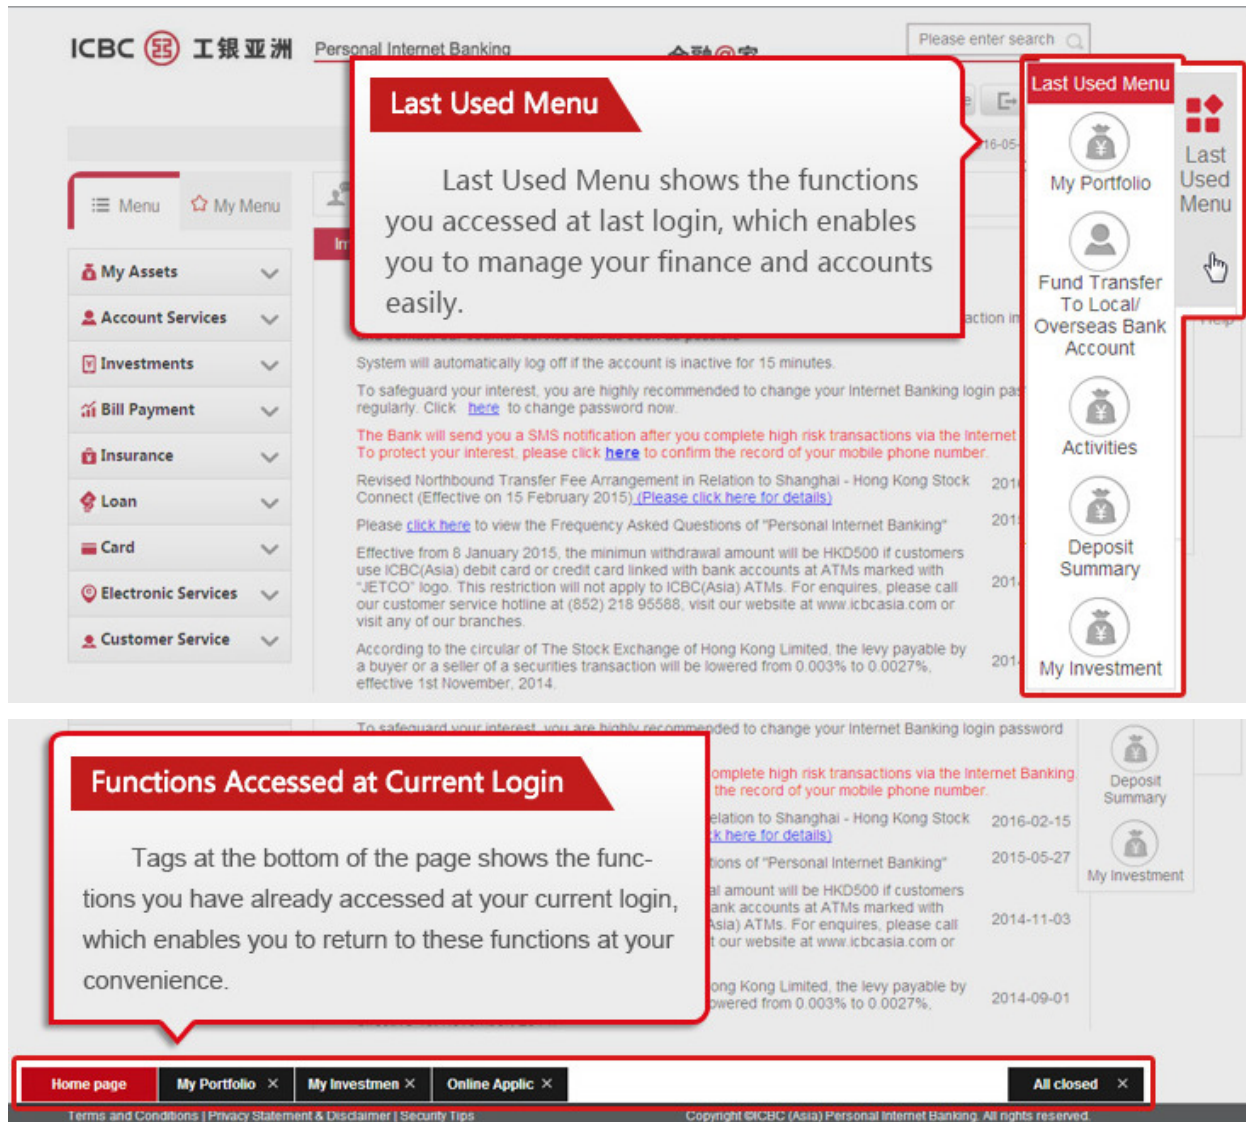 ICBC 工银亚洲 Personal Internet Banking
Please enter search
Last Used Menu
Last Used Menu shows the functions
you accessed at last login, which enables
you to manage your finance and accounts
easily.
Last Used Menu
My Portfolio
Fund Transfer
To Local/
Overseas Bank
Account
Activities
Deposit
Summary
My Investment
Last
Used
Menu
Menu
My Menu
My Assets
Account Services
Investments
Bill Payment
Insurance
Loan
Card
Electronic Services
Customer Service
System will automatically log off if the account is inactive for 15 minutes.
To safeguard your interest, you are highly recommended to change your Internet Banking login
regularly. Click here to change password now.
The Bank will send you a SMS notification after you complete high risk transactions via the Internet
To protect your interest, please click here to confirm the record of your mobile phone number.
Revised Northbound Transfer Fee Arrangement in Relation to Shanghai - Hong Kong Stock
Connect (Effective on 15 February 2015) (Please click here for details)
Please click here to view the Frequency Asked Questions of "Personal Internet Banking"
Effective from 8 January 2015, the minimun withdrawal amount will be HKD500 if customers
use ICBC(Asia) debit card or credit card linked with bank accounts at ATMs marked with
"JETCO" logo. This restriction will not apply to ICBC(Asia) ATMs. For enquires, please call
our customer service hotline at (852) 218 95588, visit our website at www.icbcasia.com or
visit any of our branches.
According to the circular of The Stock Exchange of Hong Kong Limited, the levy payable by
a buyer or a seller of a securities transaction will be lowered from 0.003% to 0.0027%,
effective 1st November, 2014.
To safeguard your interest, you are highly recommended to change your Internet Banking login password
Functions Accessed at Current Login
Tags at the bottom of the page shows the func-
tions you have already accessed at your current login,
which enables you to return to these functions at your
convenience.
omplete high risk transactions via the Internet Banking.
the record of your mobile phone number.
elation to Shanghai - Hong Kong Stock
k here for details)
2016-02-15
tions of "Personal Internet Banking"
2015-05-27
al amount will be HKD500 if customers
ank accounts at ATMs marked with
Asia) ATMs. For enquires, please call
t our website at www.icbcasia.com or
2014-11-03
ong Kong Limited, the levy payable by
owered from 0.003% to 0.0027%,
2014-09-01
Deposit
Summary
My Investment
Home page
My Portfolio ×
My Investmen ×
Online Applic ×
All closed ×
Terms and Conditions | Privacy Statement & Disclaimer | Security Tips
Copyright ©ICBC (Asia) Personal Internet Banking. All rights reserved.